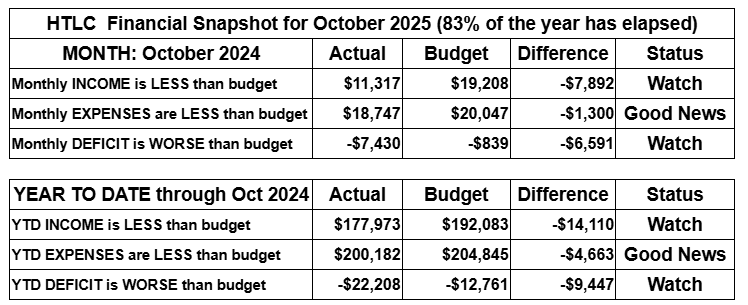 HTLC Financial Snapshot for October 2025 (83% of the year has elapsed)
MONTH: October 2024 Actual Budget Difference Status
Monthly INCOME is LESS than budget $11,317 $19,208 -$7,892 Watch
Monthly EXPENSES are LESS than budget $18,747 $20,047 -$1,300 Good News
Monthly DEFICIT is WORSE than budget -$7,430 -$839 -$6,591 Watch
YEAR TO DATE through Oct 2024 Actual Budget Difference Status
YTD INCOME is LESS than budget $177,973 $192,083 -$14,110 Watch
YTD EXPENSES are LESS than budget $200,182 $204,845 -$4,663 Good News
YTD DEFICIT is WORSE than budget -$22,208 -$12,761 -$9,447 Watch